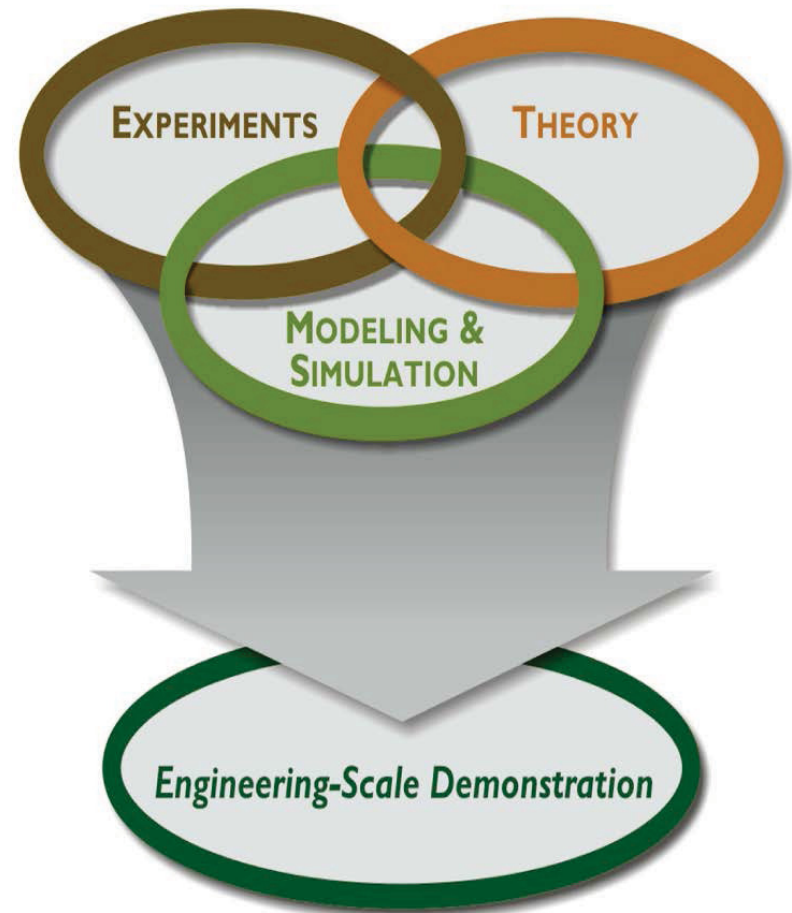 EXPERIMENTS
THEORY
MODELING &
SIMULATION
Engineering-Scale Demonstration